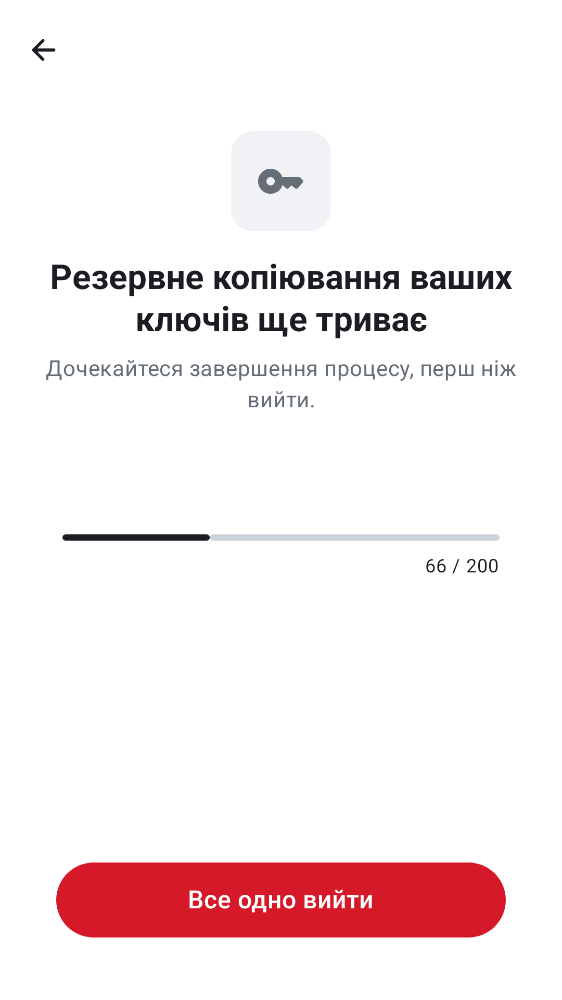 Резервне копіювання ваших
ключів ще триває
Дочекайтеся завершення процесу, перш ніж
вийти.
66 / 200
Все одно вийти